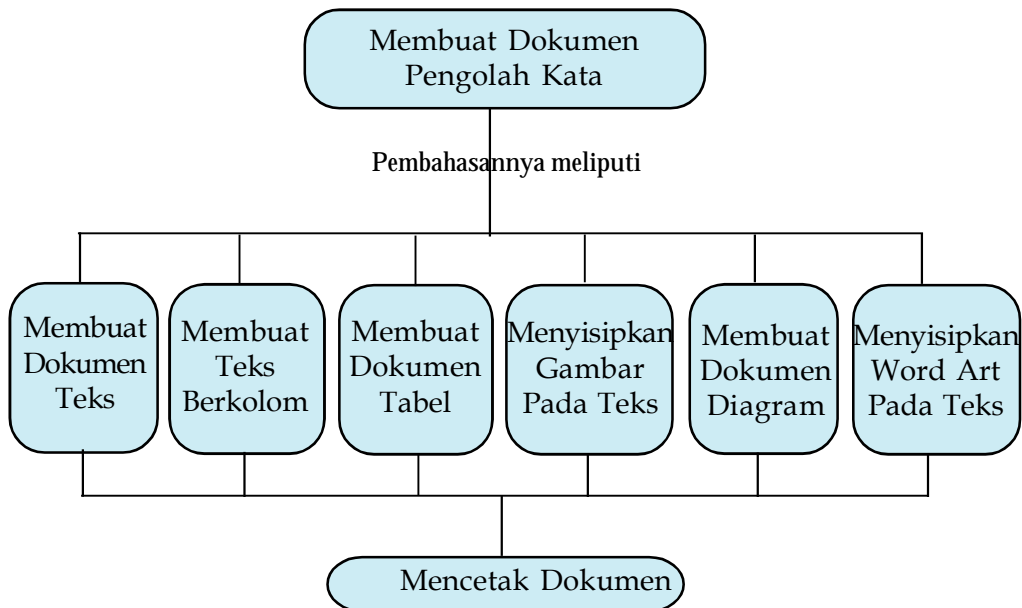 Membuat Dokumen
Pengolah Kata
Pembahasannya meliputi
Membuat
Dokumen
Teks
Membuat
Teks
Berkolom
Membuat
Dokumen
Tabel
Menyisipkan
Gambar
Pada Teks
Membuat
Dokumen
Diagram
Menyisipkan
Word Art
Pada Teks
Mencetak Dokumen